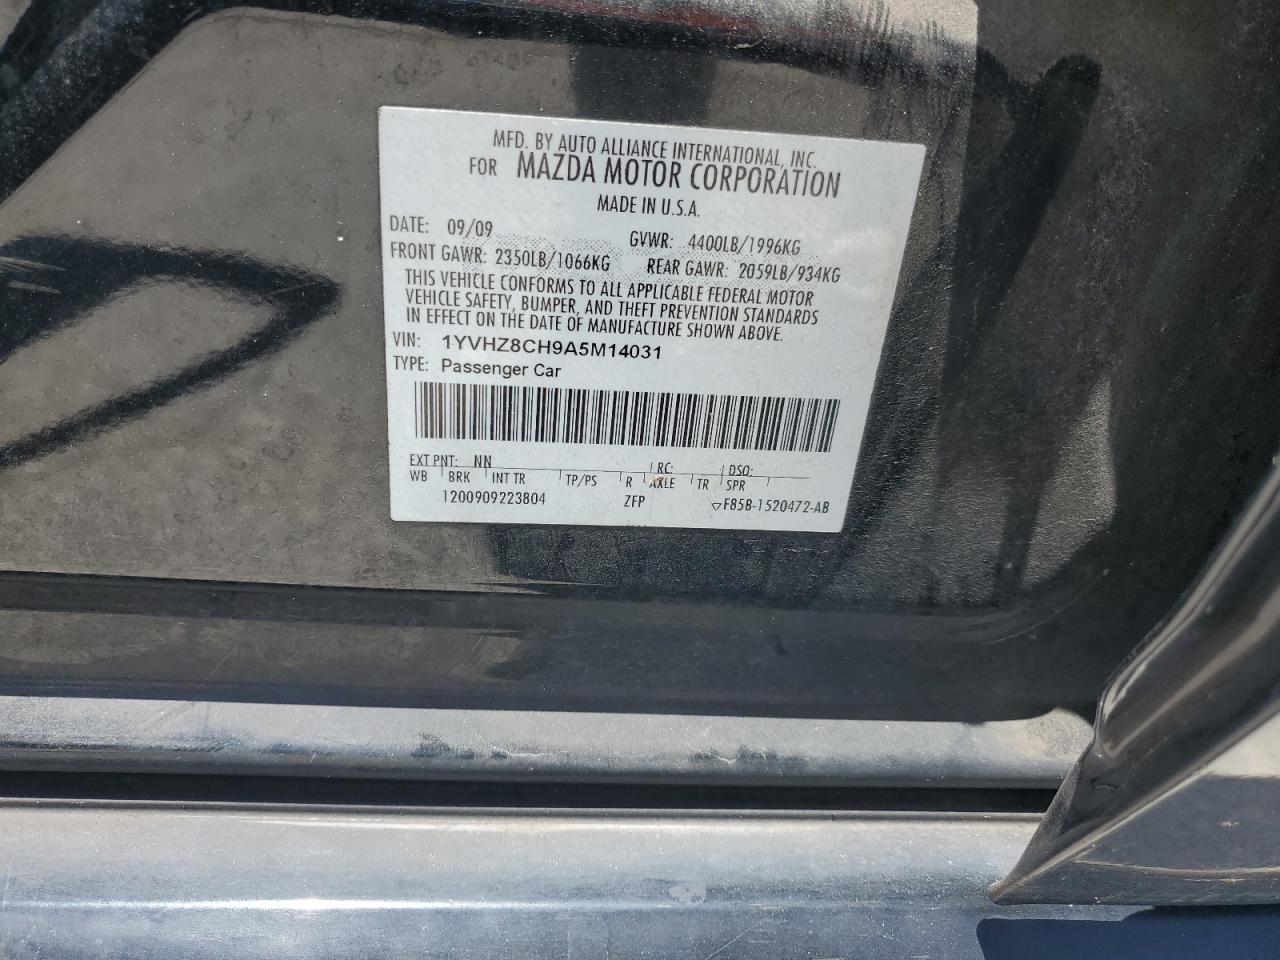 MFD. BY AUTO ALLIANCE INTERNATIONAL, INC.
FOR MAZDA MOTOR CORPORATION
MADE IN U.S.A.
DATE: 09/09 GVWR: 4400LB/1996KG
FRONT GAWR: 2350LB/1066KG REAR GAWR: 2059LB/934KG
THIS VEHICLE CONFORMS TO ALL APPLICABLE FEDERAL MOTOR
VEHICLE SAFETY, BUMPER, AND THEFT PREVENTION STANDARDS
IN EFFECT ON THE DATE OF MANUFACTURE SHOWN ABOVE.
VIN: 1YVHZ8CH9A5M14031
TYPE: Passenger Car
EXT PNT: NN RC: DSO:
WB BRK INT TR TP/PS R AXLE TR SPR
1200909223804 ZFP ▽F85B-1520472-AB